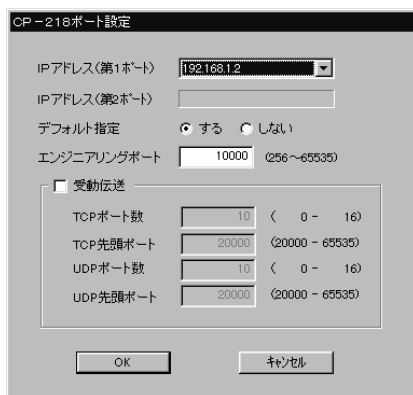 CP－218ポート設定
IPアドレス(第1ポート) 192.168.1.2
IPアドレス(第2ポート)
デフォルト指定 する しない
エンジニアリングポート 10000 (256～65535)
受動伝送
TCPポート数 10 ( 0 - 16)
TCP先頭ポート 20000 (20000 - 65535)
UDPポート数 10 ( 0 - 16)
UDP先頭ポート 20000 (20000 - 65535)
OK キャンセル